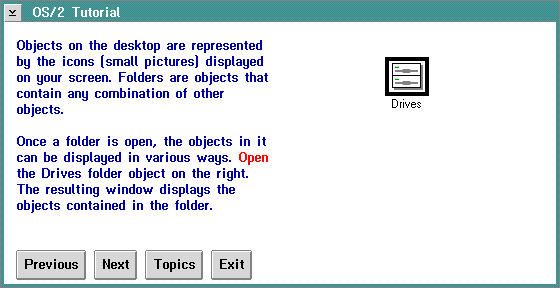 OS/2 Tutorial
Objects on the desktop are represented
by the icons (small pictures) displayed
on your screen. Folders are objects that
contain any combination of other
objects.
Once a folder is open, the objects in it
can be displayed in various ways. Open
the Drives folder object on the right.
The resulting window displays the
objects contained in the folder.
Drives
Previous Next Topics Exit